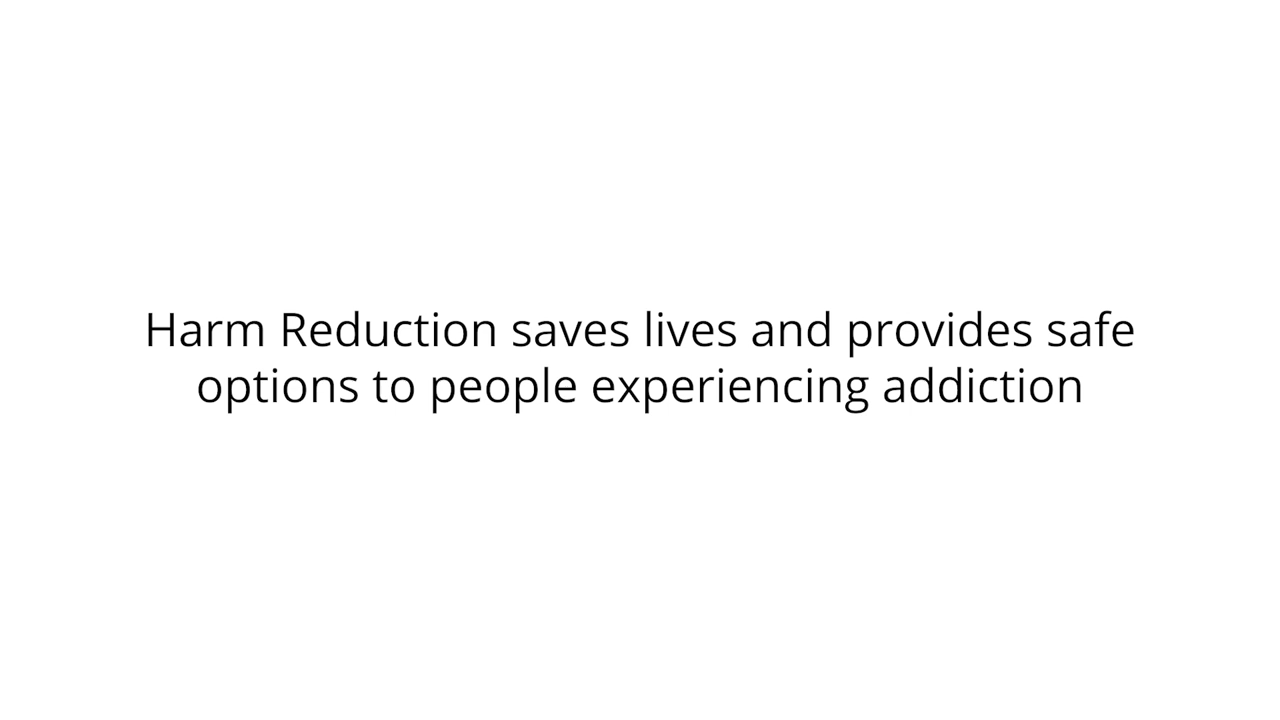 Harm Reduction saves lives and provides safe
options to people experiencing addiction